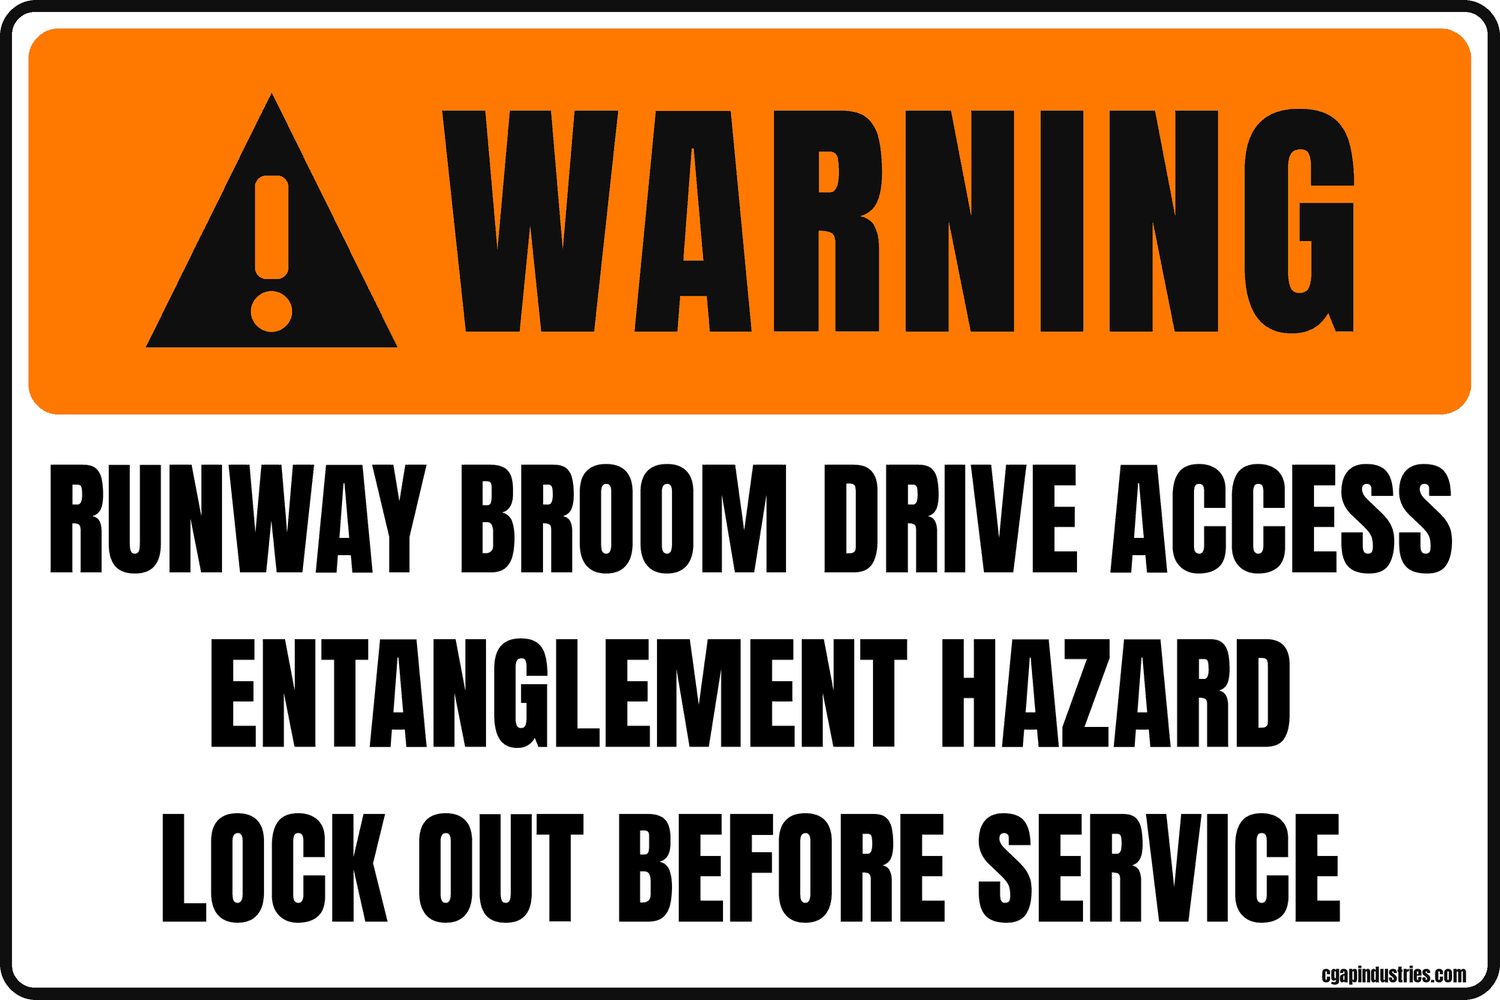 WARNING
RUNWAY BROOM DRIVE ACCESS
ENTANGLEMENT HAZARD
LOCK OUT BEFORE SERVICE
cgapindustries.com